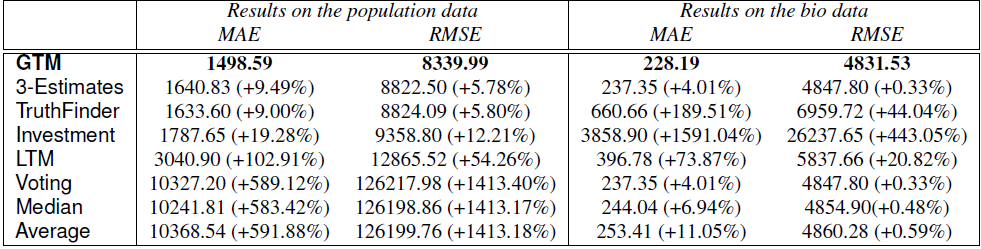 Results on the population data Results on the bio data
MAE RMSE MAE RMSE
GTM 1498.59 8339.99 228.19 4831.53
3-Estimates 1640.83 (+9.49%) 8822.50 (+5.78%) 237.35 (+4.01%) 4847.80 (+0.33%)
TruthFinder 1633.60 (+9.00%) 8824.09 (+5.80%) 660.66 (+189.51%) 6959.72 (+44.04%)
Investment 1787.65 (+19.28%) 9358.80 (+12.21%) 3858.90 (+1591.04%) 26237.65 (+443.05%)
LTM 3040.90 (+102.91%) 12865.52 (+54.26%) 396.78 (+73.87%) 5837.66 (+20.82%)
Voting 10327.20 (+589.12%) 126217.98 (+1413.40%) 237.35 (+4.01%) 4847.80 (+0.33%)
Median 10241.81 (+583.42%) 126198.86 (+1413.17%) 244.04 (+6.94%) 4854.90(+0.48%)
Average 10368.54 (+591.88%) 126199.76 (+1413.18%) 253.41 (+11.05%) 4860.28 (+0.59%)